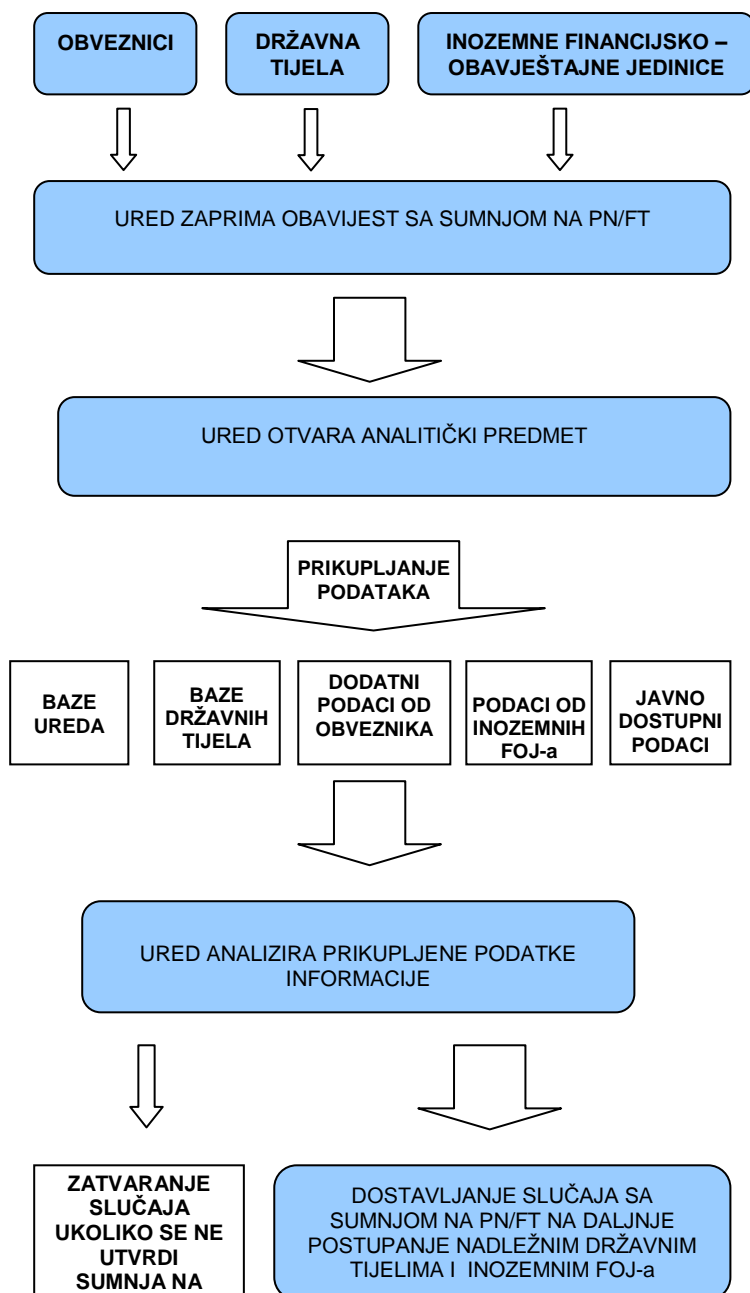 OBVEZNICI
DRŽAVNA
TIJELA
INOZEMNE FINANCIJSKO –
OBAVJEŠTAJNE JEDINICE
URED ZAPRIMA OBAVIJEST SA SUMNJOM NA PN/FT
URED OTVARA ANALITIČKI PREDMET
PRIKUPLJANJE
PODATAKA
BAZE
UREDA
BAZE
DRŽAVNIH
TIJELA
DODATNI
PODACI OD
OBVEZNIKA
PODACI OD
INOZEMNIH
FOJ-a
JAVNO
DOSTUPNI
PODACI
URED ANALIZIRA PRIKUPLJENE PODATKE
INFORMACIJE
ZATVARANJE
SLUČAJA
UKOLIKO SE NE
UTVRDI
SUMNJA NA
DOSTAVLJANJE SLUČAJA SA
SUMNJOM NA PN/FT NA DALJNJE
POSTUPANJE NADLEŽNIM DRŽAVNIM
TIJELIMA I  INOZEMNIM FOJ-a